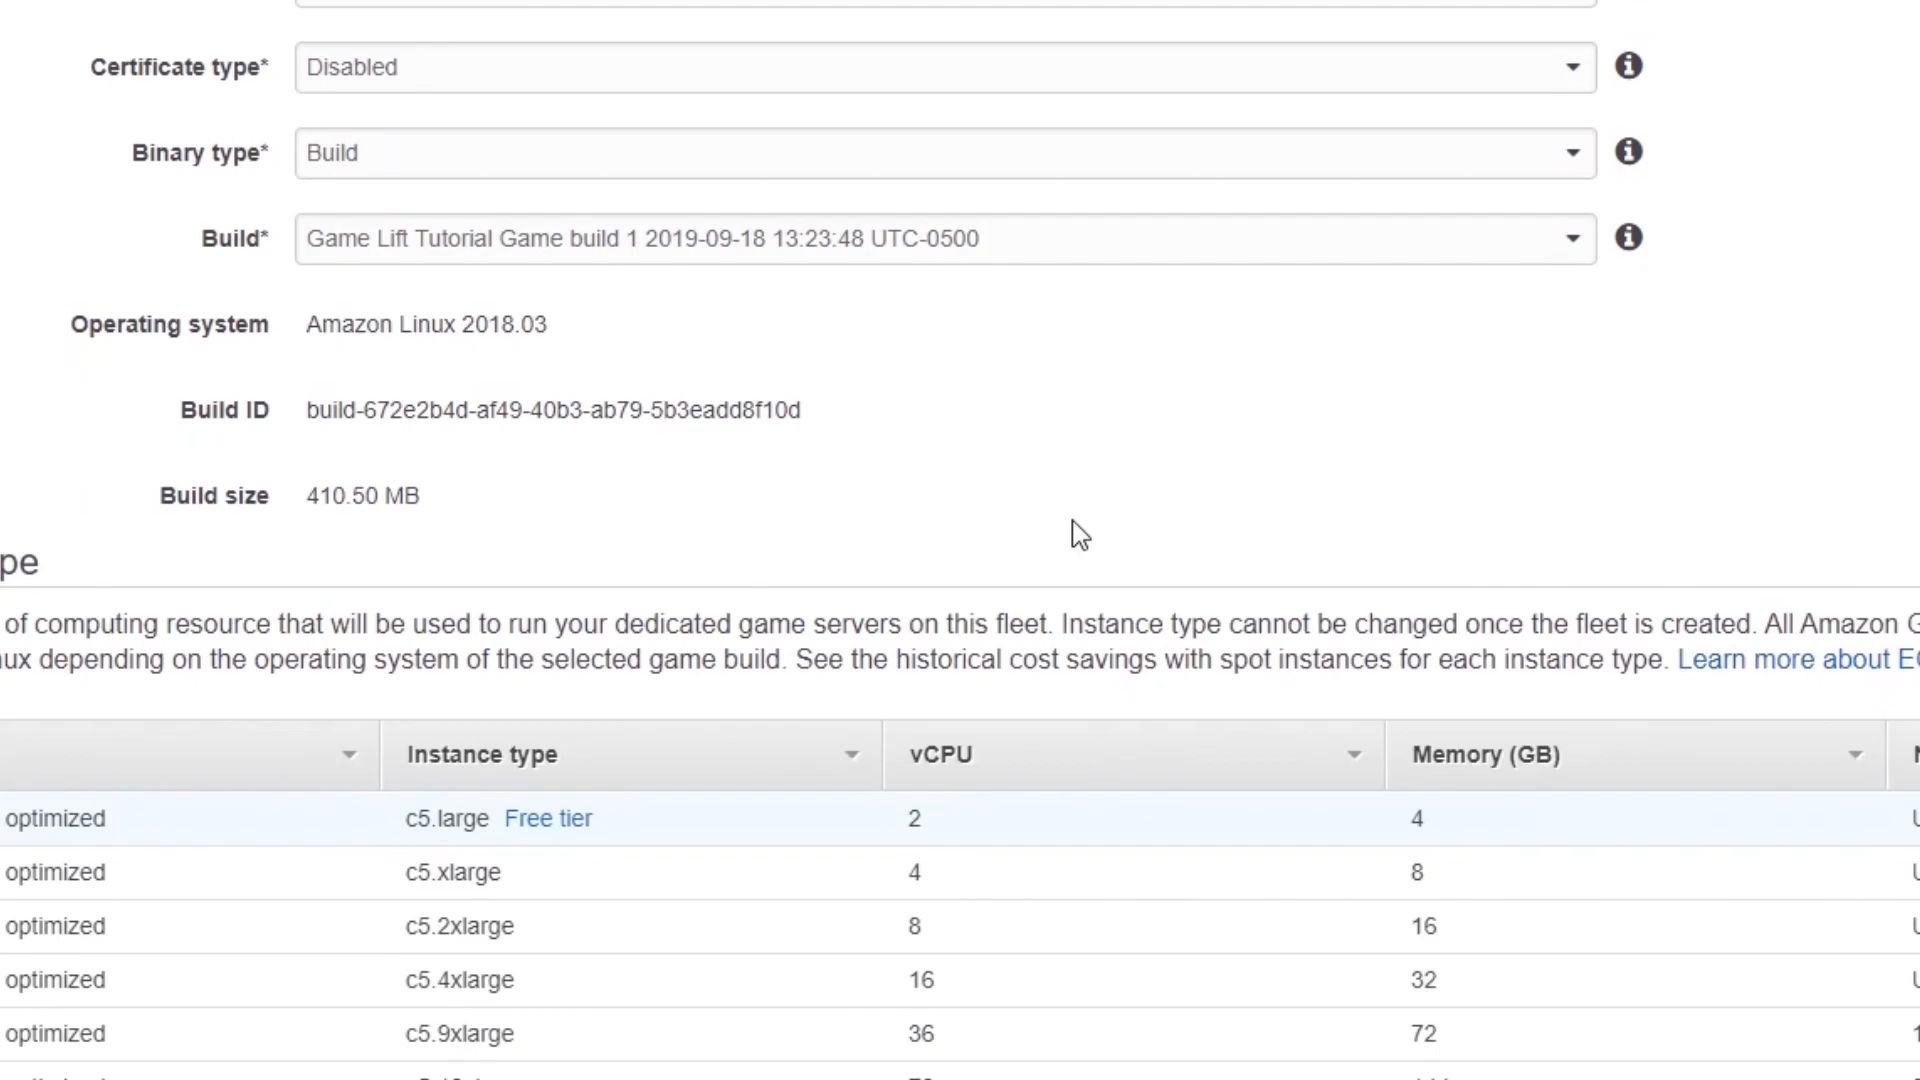 Certificate type* Disabled
Binary type* Build
Build* Game Lift Tutorial Game build 1 2019-09-18 13:23:48 UTC-0500
Operating system Amazon Linux 2018.03
Build ID build-672e2b4d-af49-40b3-ab79-5b3eadd8f10d
Build size 410.50 MB
pe
of computing resource that will be used to run your dedicated game servers on this fleet. Instance type cannot be changed once the fleet is created. All Amazon G
ux depending on the operating system of the selected game build. See the historical cost savings with spot instances for each instance type. Learn more about EC
Instance type vCPU Memory (GB)
optimized c5.large Free tier 2 4
optimized c5.xlarge 4 8
optimized c5.2xlarge 8 16
optimized c5.4xlarge 16 32
optimized c5.9xlarge 36 72